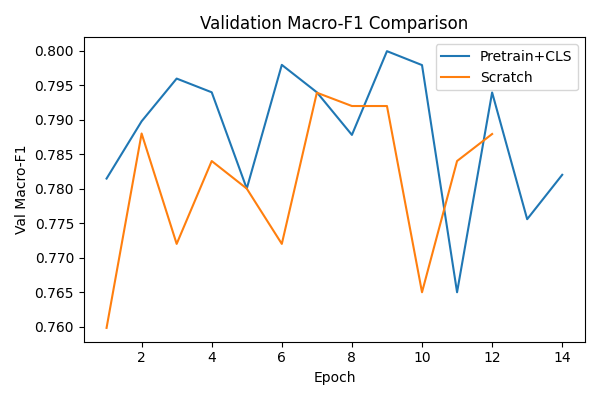 Validation Macro-F1 Comparison
Val Macro-F1
0.800
0.795
0.790
0.785
0.780
0.775
0.770
0.765
0.760
Pretrain+CLS
Scratch
2 4 6 8 10 12 14
Epoch